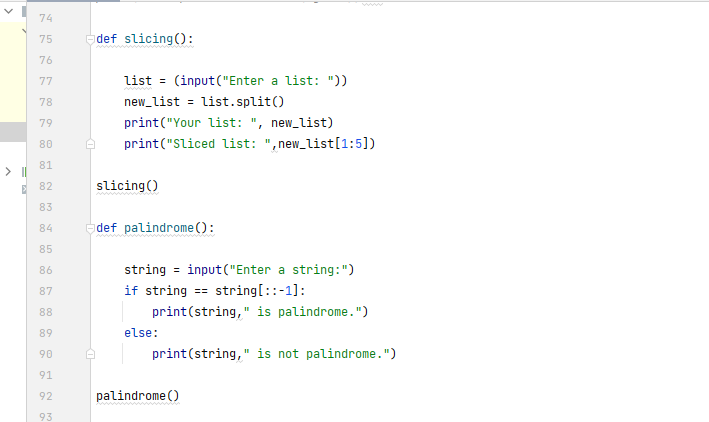 74
75 def slicing():
76
77     list = (input("Enter a list: "))
78     new_list = list.split()
79     print("Your list: ", new_list)
80     print("Sliced list: ",new_list[1:5])
81
82 slicing()
83
84 def palindrome():
85
86     string = input("Enter a string:")
87     if string == string[::-1]:
88         print(string," is palindrome.")
89     else:
90         print(string," is not palindrome.")
91
92 palindrome()
93